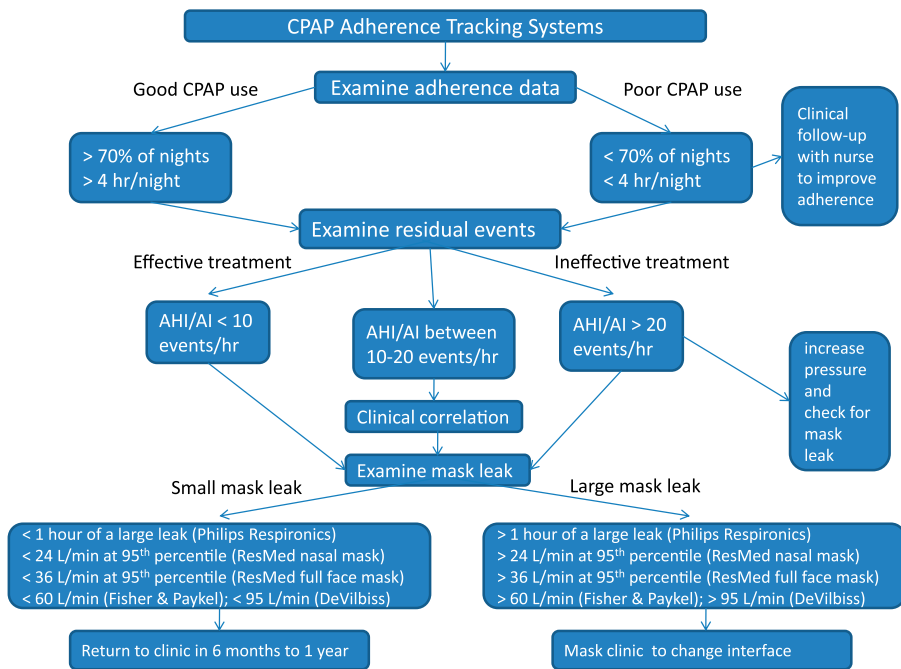 CPAP Adherence Tracking Systems
Good CPAP use
Examine adherence data
Poor CPAP use
> 70% of nights
> 4 hr/night
< 70% of nights
< 4 hr/night
Clinical
follow-up
with nurse
to improve
adherence
Examine residual events
Effective treatment
Ineffective treatment
AHI/AI < 10
events/hr
AHI/AI between
10-20 events/hr
AHI/AI > 20
events/hr
increase
pressure
and
check for
mask
leak
Clinical correlation
Examine mask leak
Small mask leak
Large mask leak
< 1 hour of a large leak (Philips Respironics)
< 24 L/min at 95th percentile (ResMed nasal mask)
< 36 L/min at 95th percentile (ResMed full face mask)
< 60 L/min (Fisher & Paykel); < 95 L/min (DeVilbiss)
> 1 hour of a large leak (Philips Respironics)
> 24 L/min at 95th percentile (ResMed nasal mask)
> 36 L/min at 95th percentile (ResMed full face mask)
> 60 L/min (Fisher & Paykel); > 95 L/min (DeVilbiss)
Return to clinic in 6 months to 1 year
Mask clinic to change interface